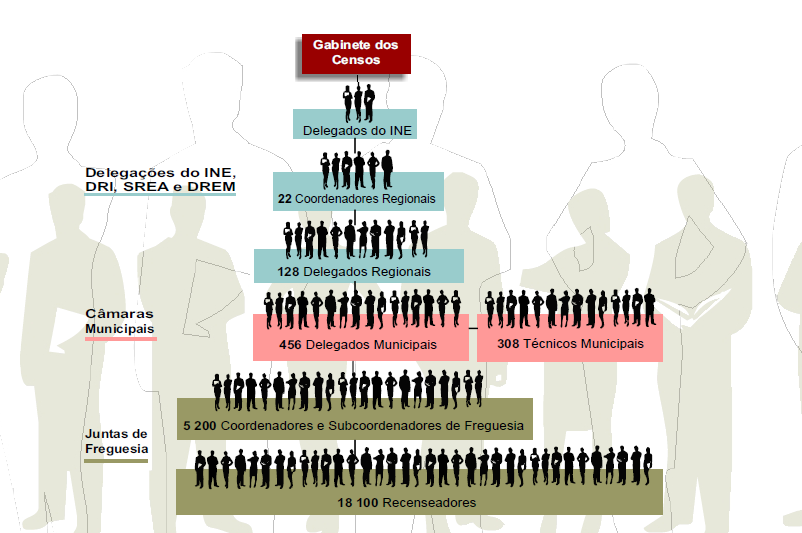 Gabinete dos
Censos
Delegados do INE
Delegações do INE,
DRI, SREA e DREM
22 Coordenadores Regionais
128 Delegados Regionais
Câmaras
Municipais
456 Delegados Municipais
308 Técnicos Municipais
5 200 Coordenadores e Subcoordenadores de Freguesia
Juntas de
Freguesia
18 100 Recenseadores